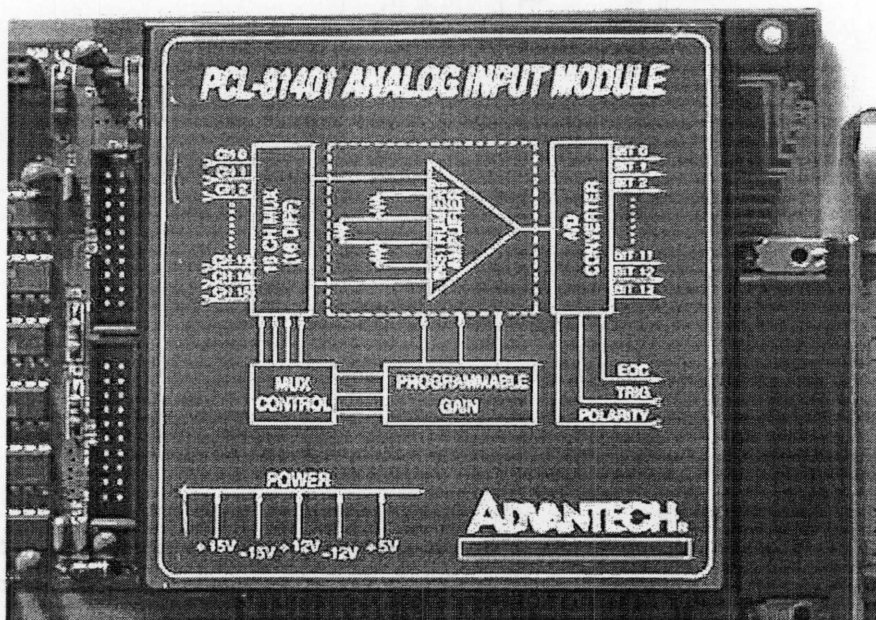 PCL-81401 ANALOG INPUT MODULE
CH 0
CH 1
CH 2
CH 13
CH 14
CH 15
16 CH MUX
(16 DIFF)
INSTRUMENT
AMPLIFIER
A/D
CONVERTER
BIT 0
BIT 1
BIT 2
BIT 11
BIT 12
BIT 13
MUX
CONTROL
PROGRAMMABLE
GAIN
EOC
TRIG
POLARITY
POWER
+15V
-15V
+12V
-12V
+5V
ADVANTECH®